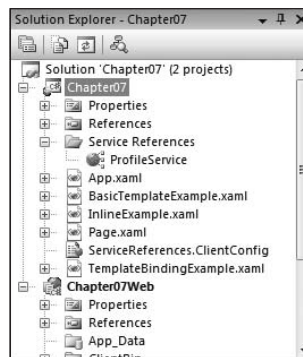 Solution Explorer - Chapter07
Solution 'Chapter07' (2 projects)
Chapter07
Properties
References
Service References
ProfileService
App.xaml
BasicTemplateExample.xaml
InlineExample.xaml
Page.xaml
ServiceReferences.ClientConfig
TemplateBindingExample.xaml
Chapter07Web
Properties
References
App_Data
ClientBin